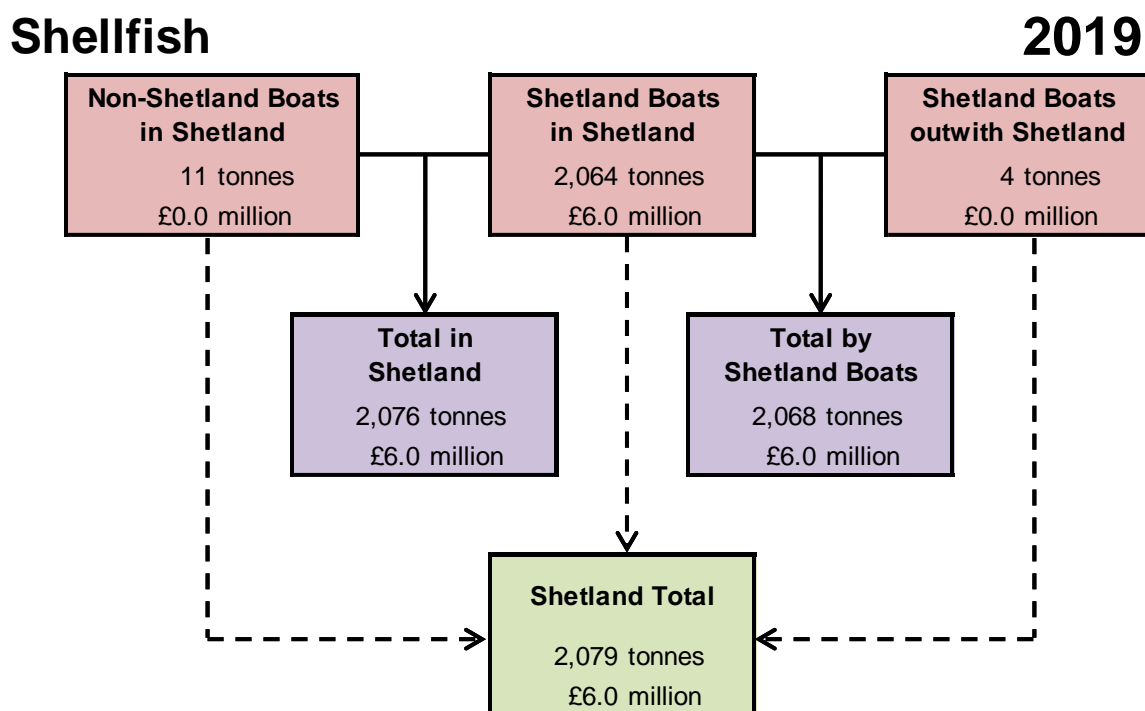 Shellfish 2019
Non-Shetland Boats
in Shetland
11 tonnes
£0.0 million
Shetland Boats
in Shetland
2,064 tonnes
£6.0 million
Shetland Boats
outwith Shetland
4 tonnes
£0.0 million
Total in
Shetland
2,076 tonnes
£6.0 million
Total by
Shetland Boats
2,068 tonnes
£6.0 million
Shetland Total
2,079 tonnes
£6.0 million